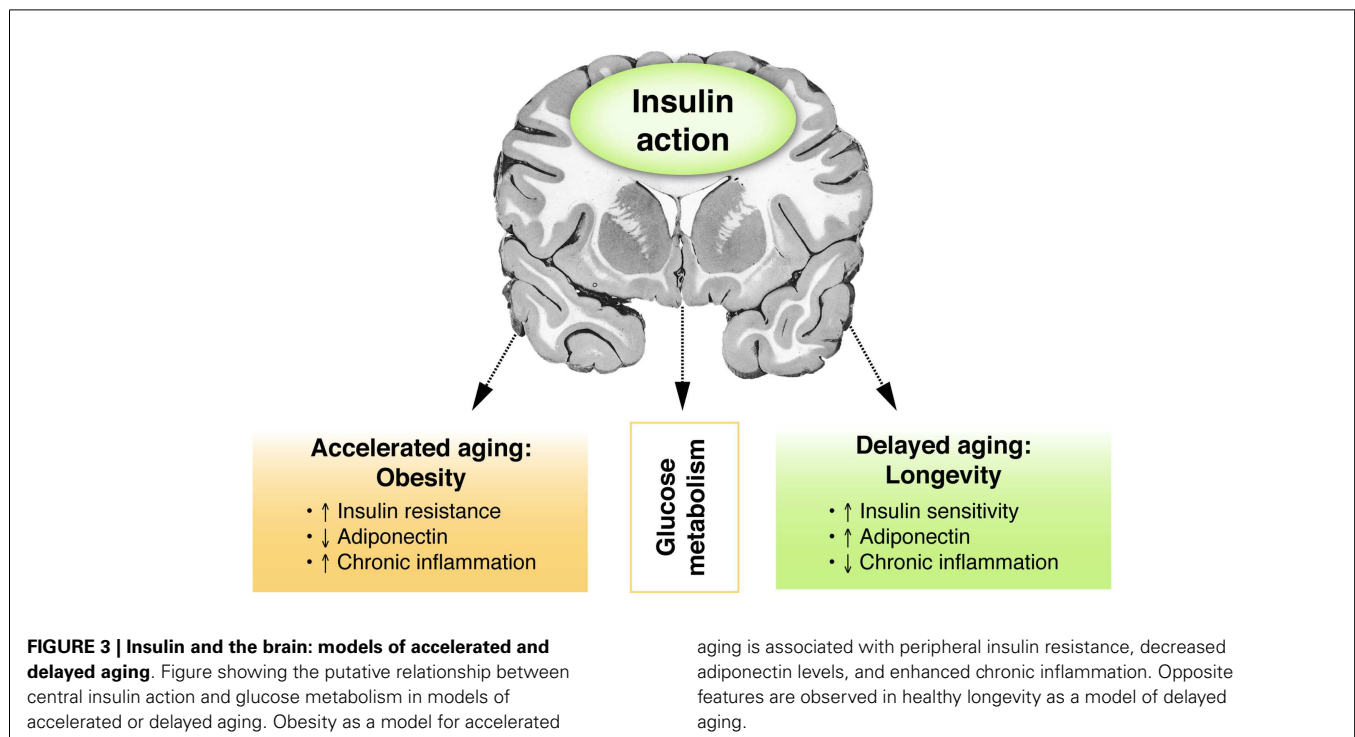 Insulin
action
Accelerated aging:
Obesity
• ↑ Insulin resistance
• ↓ Adiponectin
• ↑ Chronic inflammation
Glucose
metabolism
Delayed aging:
Longevity
• ↑ Insulin sensitivity
• ↑ Adiponectin
• ↓ Chronic inflammation
FIGURE 3 | Insulin and the brain: models of accelerated and
delayed aging. Figure showing the putative relationship between
central insulin action and glucose metabolism in models of
accelerated or delayed aging. Obesity as a model for accelerated
aging is associated with peripheral insulin resistance, decreased
adiponectin levels, and enhanced chronic inflammation. Opposite
features are observed in healthy longevity as a model of delayed
aging.